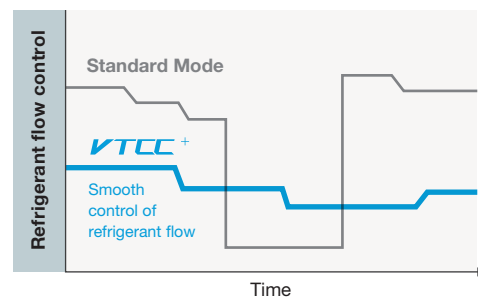 Refrigerant flow control
Standard Mode
VTCC+
Smooth
control of
refrigerant flow
Time